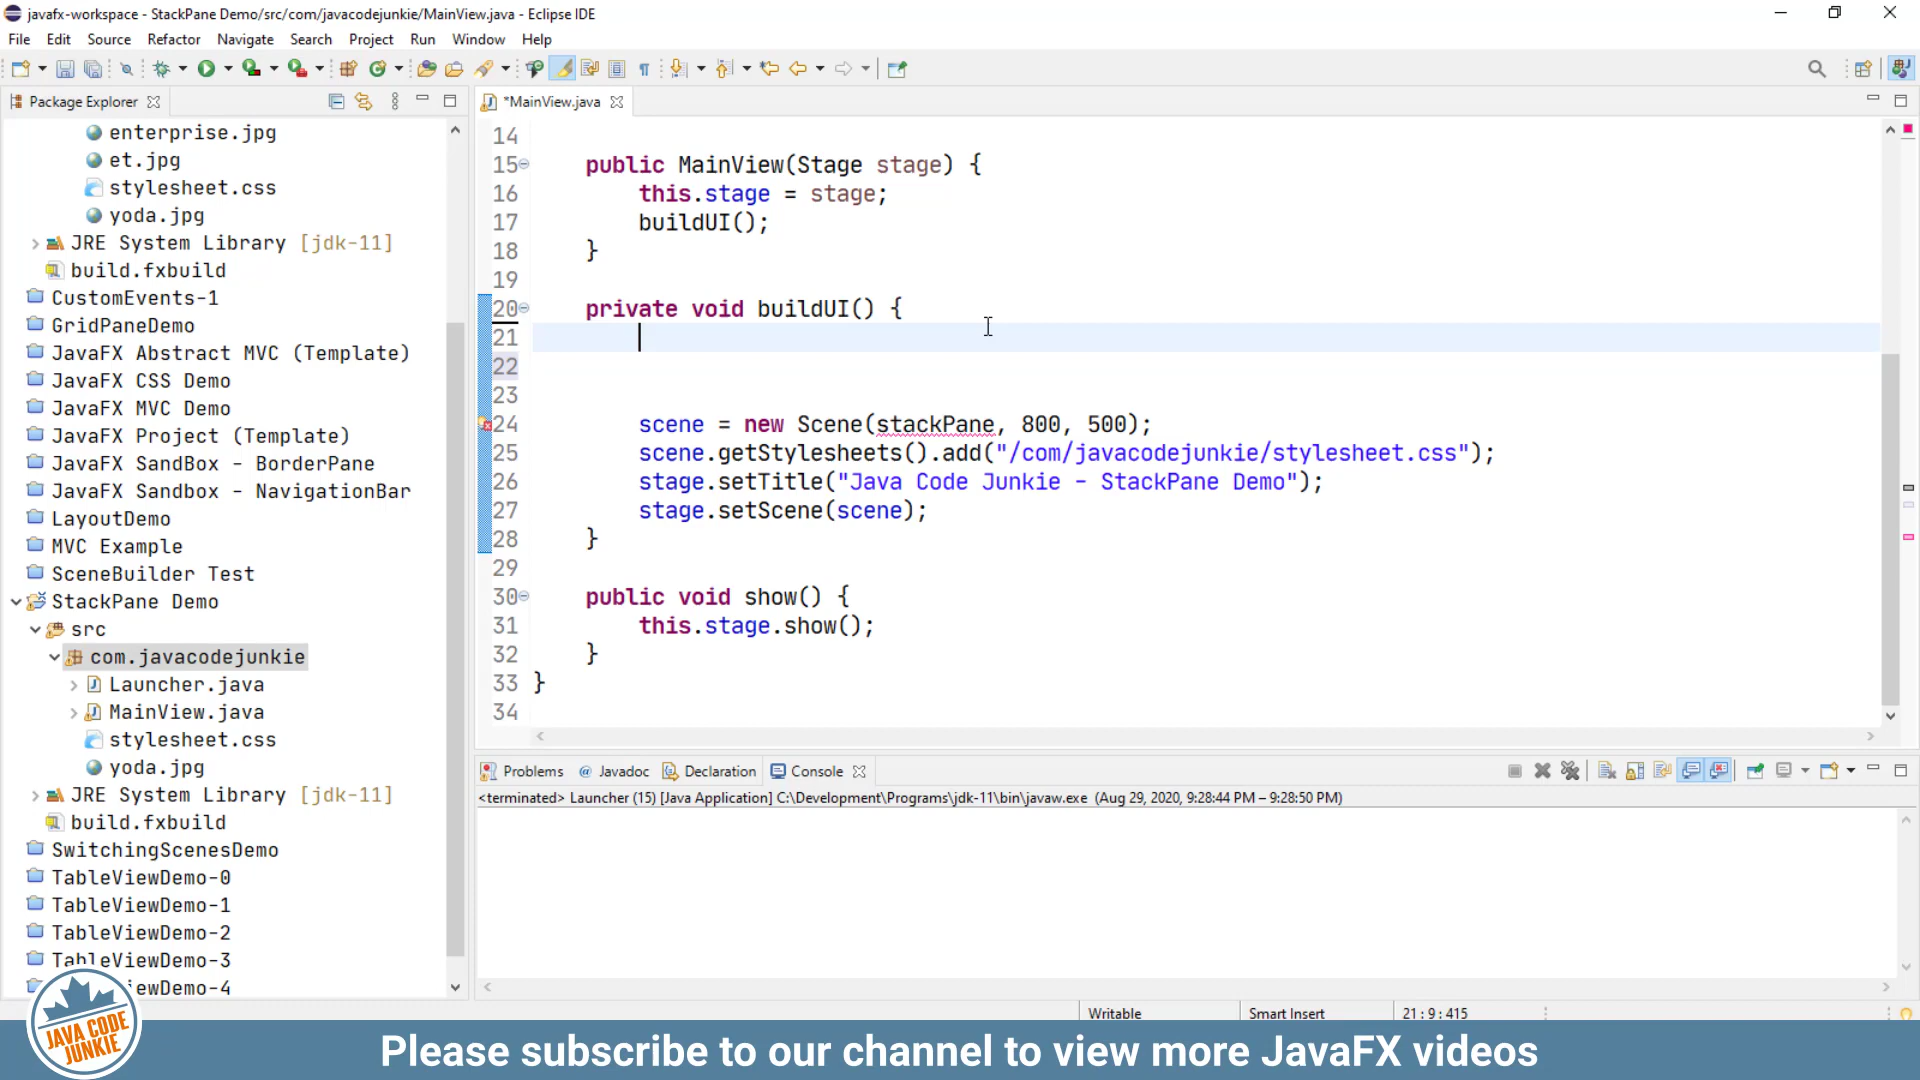 javafx-workspace - StackPane Demo/src/com/javacodejunkie/MainView.java - Eclipse IDE
File Edit Source Refactor Navigate Search Project Run Window Help
Package Explorer
enterprise.jpg
et.jpg
stylesheet.css
yoda.jpg
JRE System Library [jdk-11]
build.fxbuild
CustomEvents-1
GridPaneDemo
JavaFX Abstract MVC (Template)
JavaFX CSS Demo
JavaFX MVC Demo
JavaFX Project (Template)
JavaFX SandBox - BorderPane
JavaFX Sandbox - NavigationBar
LayoutDemo
MVC Example
SceneBuilder Test
StackPane Demo
src
com.javacodejunkie
Launcher.java
MainView.java
stylesheet.css
yoda.jpg
JRE System Library [jdk-11]
build.fxbuild
SwitchingScenesDemo
TableViewDemo-0
TableViewDemo-1
TableViewDemo-2
TableViewDemo-3
iewDemo-4
*MainView.java
14
15 public MainView(Stage stage) {
16 this.stage = stage;
17 buildUI();
18 }
19
20 private void buildUI() {
21
22
23
24 scene = new Scene(stackPane, 800, 500);
25 scene.getStylesheets().add("/com/javacodejunkie/stylesheet.css");
26 stage.setTitle("Java Code Junkie - StackPane Demo");
27 stage.setScene(scene);
28 }
29
30 public void show() {
31 this.stage.show();
32 }
33 }
34
Problems Javadoc Declaration Console
<terminated> Launcher (15) [Java Application] C:\Development\Programs\jdk-11\bin\javaw.exe (Aug 29, 2020, 9:28:44 PM – 9:28:50 PM)
Writable Smart Insert 21 : 9 : 415
JAVA CODE
JUNKIE
Please subscribe to our channel to view more JavaFX videos